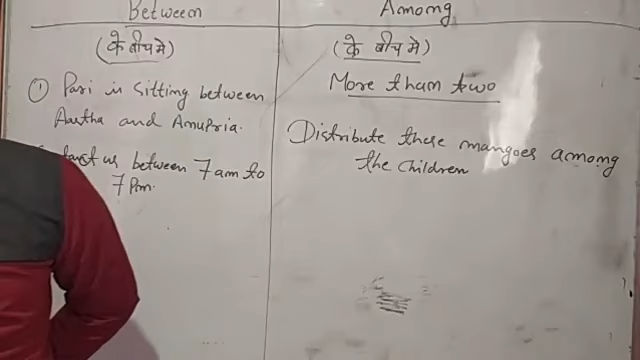 Between
(के बीच मे)
① Pari is sitting between
Aastha and Anupria.
us between 7 am to
7 Pm.
Among
(के बीच मे)
More than two
Distribute these mangoes among
the children